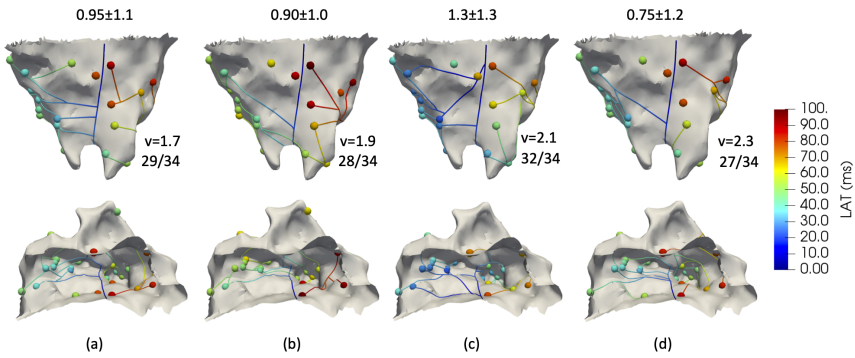 0.95±1.1
0.90±1.0
1.3±1.3
0.75±1.2
v=1.7
29/34
v=1.9
28/34
v=2.1
32/34
v=2.3
27/34
100.
90.0
80.0
70.0
60.0
50.0
40.0
30.0
20.0
10.0
0.00
LAT (ms)
(a)
(b)
(c)
(d)